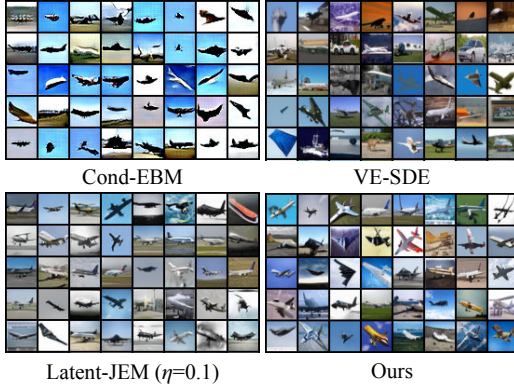 Cond-EBM
VE-SDE
Latent-JEM (η=0.1)
Ours